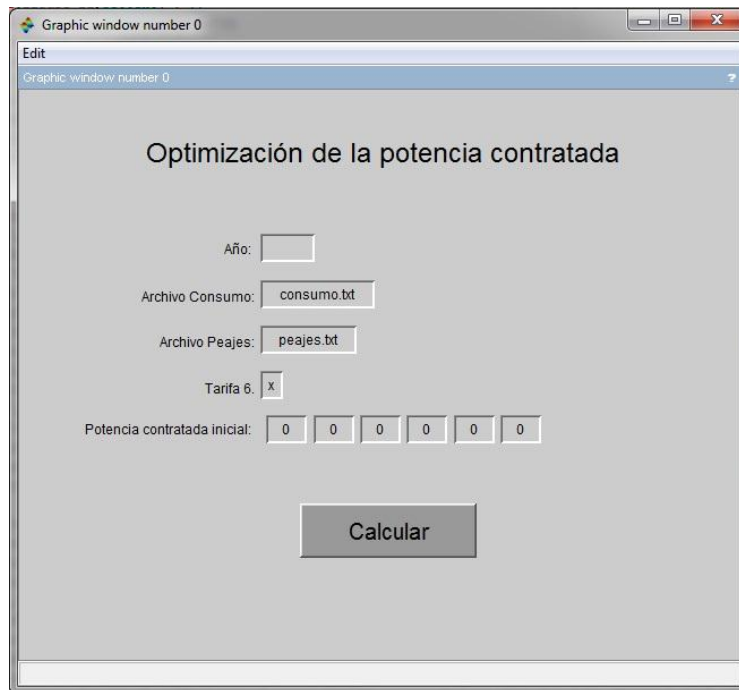 Graphic window number 0
Edit
Graphic window number 0 ?
Optimización de la potencia contratada
Año:
Archivo Consumo: consumo.txt
Archivo Peajes: peajes.txt
Tarifa 6. x
Potencia contratada inicial: 0 0 0 0 0 0
Calcular